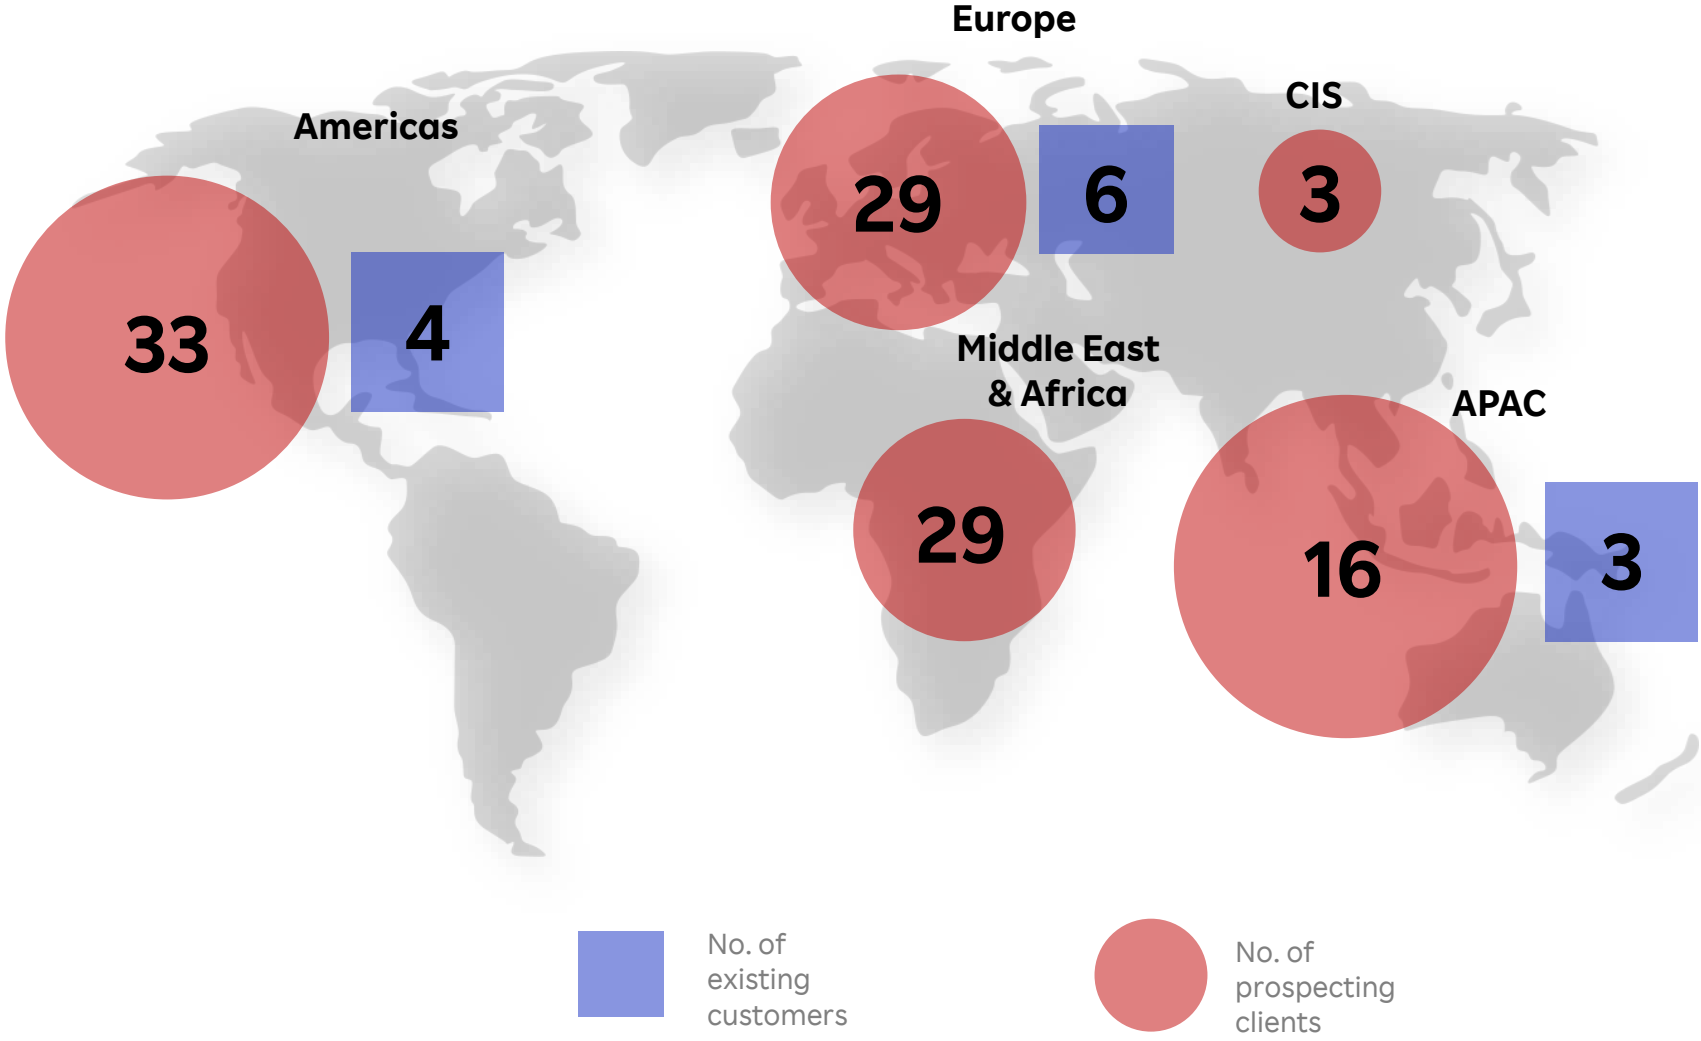 Europe
CIS
Americas
29
6
3
33
4
Middle East
& Africa
APAC
29
16
3
No. of
existing
customers
No. of
prospecting
clients